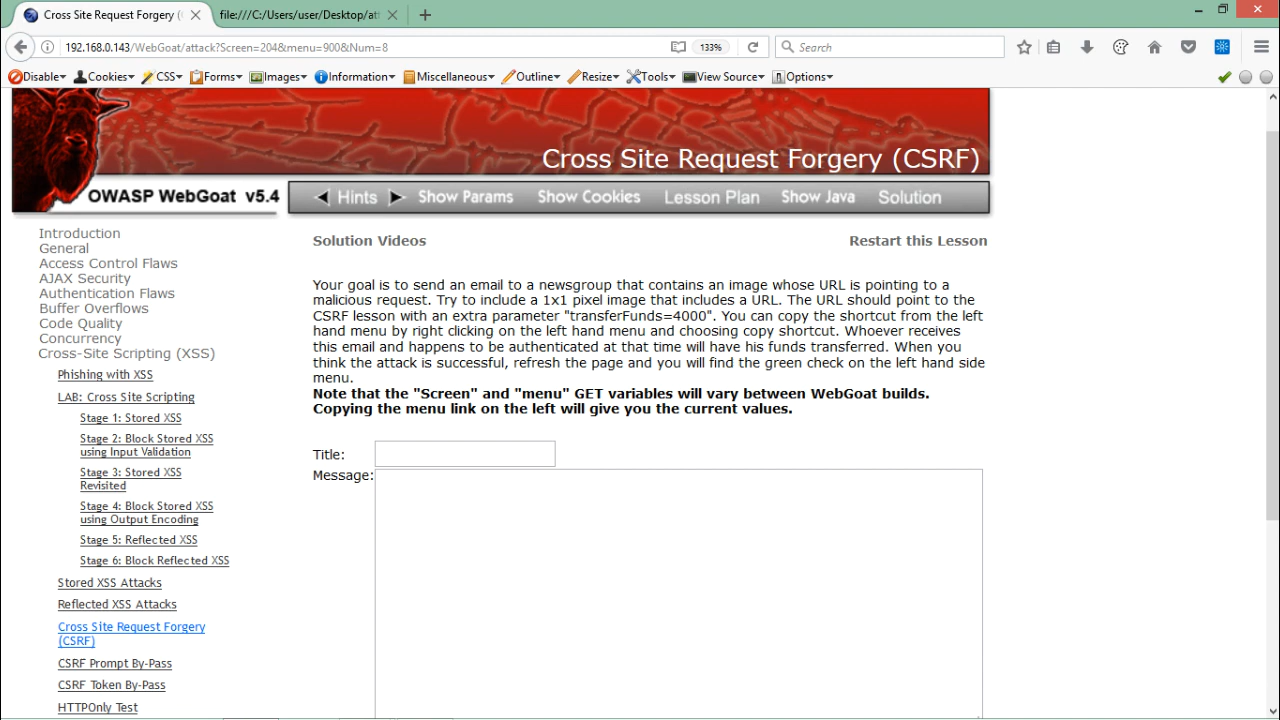 Cross Site Request Forgery (
file:///C:/Users/user/Desktop/at
192.168.0.143/WebGoat/attack?Screen=204&menu=900&Num=8
133%
Search
Disable Cookies CSS Forms Images Information Miscellaneous Outline Resize Tools View Source Options
Cross Site Request Forgery (CSRF)
OWASP WebGoat v5.4
Hints Show Params Show Cookies Lesson Plan Show Java Solution
Introduction
General
Access Control Flaws
AJAX Security
Authentication Flaws
Buffer Overflows
Code Quality
Concurrency
Cross-Site Scripting (XSS)
Phishing with XSS
LAB: Cross Site Scripting
Stage 1: Stored XSS
Stage 2: Block Stored XSS
using Input Validation
Stage 3: Stored XSS
Revisited
Stage 4: Block Stored XSS
using Output Encoding
Stage 5: Reflected XSS
Stage 6: Block Reflected XSS
Stored XSS Attacks
Reflected XSS Attacks
Cross Site Request Forgery
(CSRF)
CSRF Prompt By-Pass
CSRF Token By-Pass
HTTPOnly Test
Solution Videos
Restart this Lesson
Your goal is to send an email to a newsgroup that contains an image whose URL is pointing to a
malicious request. Try to include a 1x1 pixel image that includes a URL. The URL should point to the
CSRF lesson with an extra parameter "transferFunds=4000". You can copy the shortcut from the left
hand menu by right clicking on the left hand menu and choosing copy shortcut. Whoever receives
this email and happens to be authenticated at that time will have his funds transferred. When you
think the attack is successful, refresh the page and you will find the green check on the left hand side
menu.
Note that the "Screen" and "menu" GET variables will vary between WebGoat builds.
Copying the menu link on the left will give you the current values.
Title:
Message: